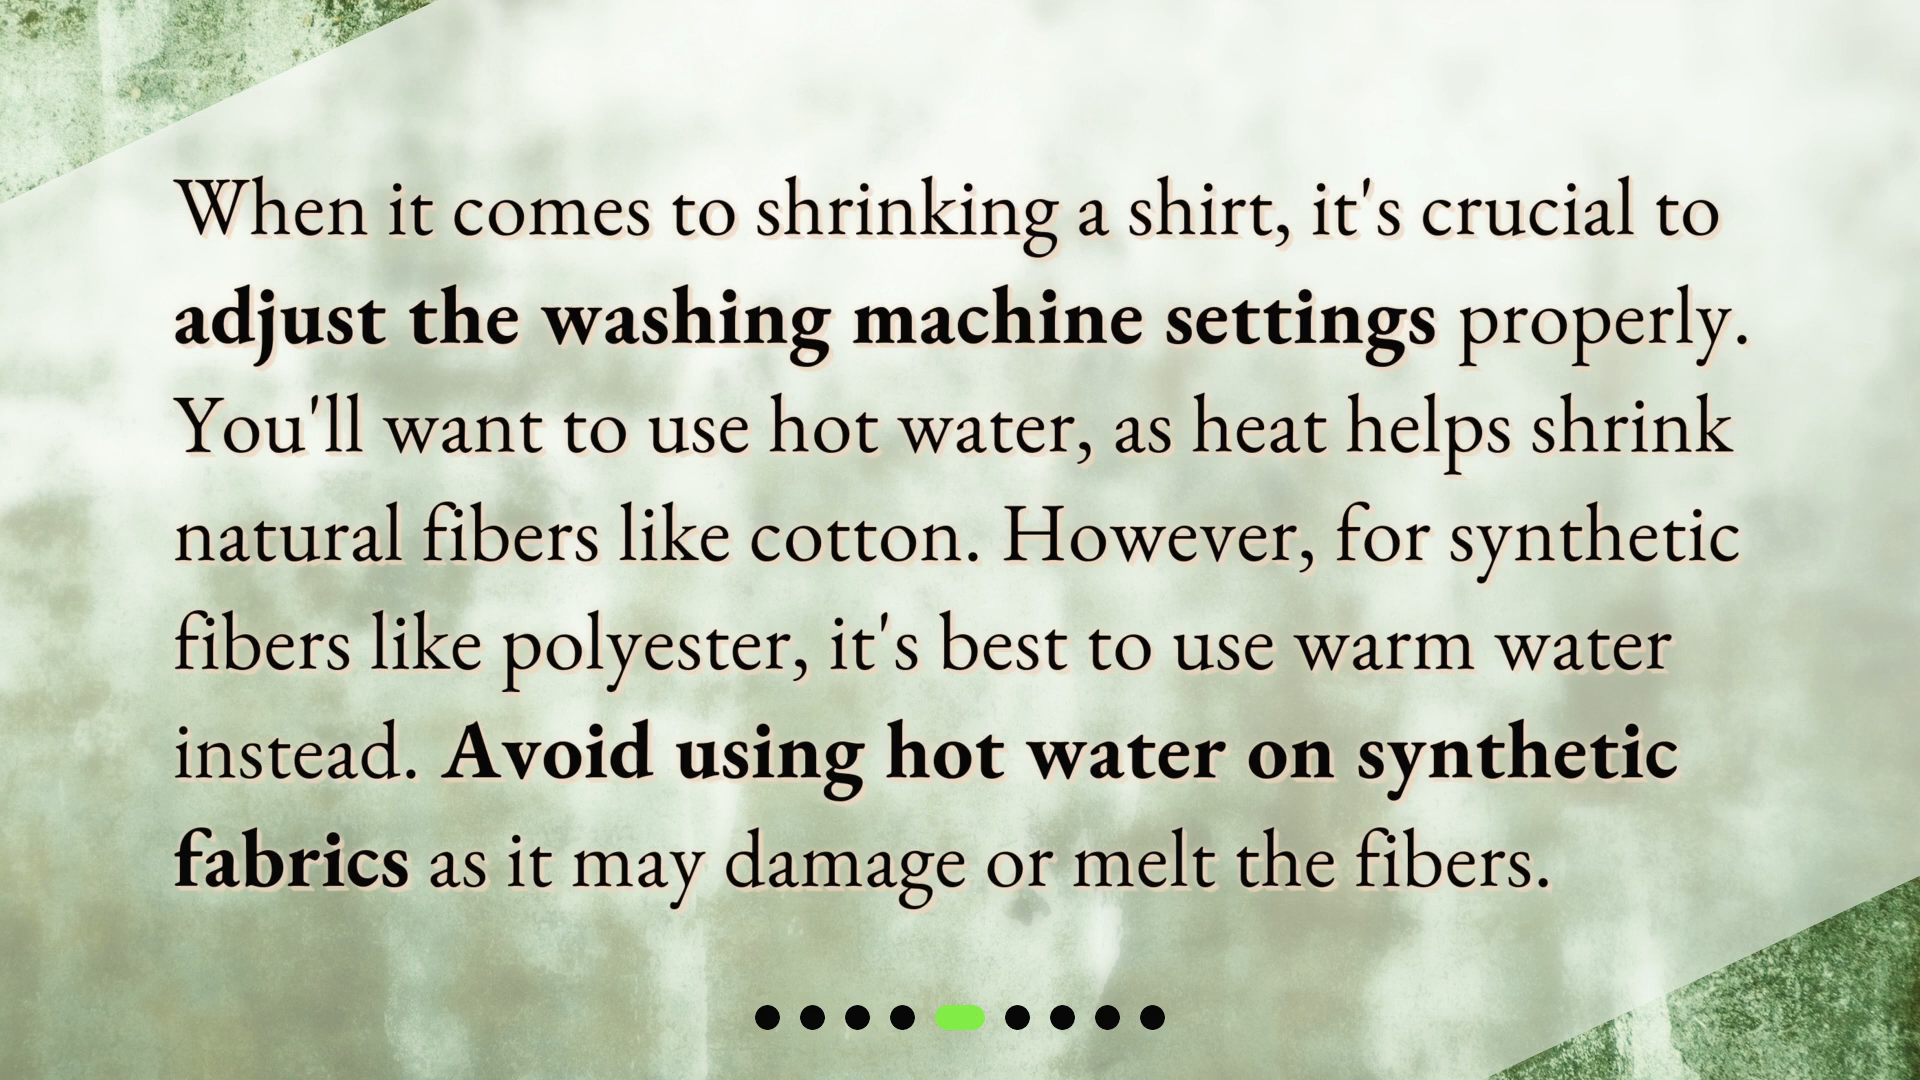 When it comes to shrinking a shirt, it's crucial to
adjust the washing machine settings properly.
You'll want to use hot water, as heat helps shrink
natural fibers like cotton. However, for synthetic
fibers like polyester, it's best to use warm water
instead. Avoid using hot water on synthetic
fabrics as it may damage or melt the fibers.